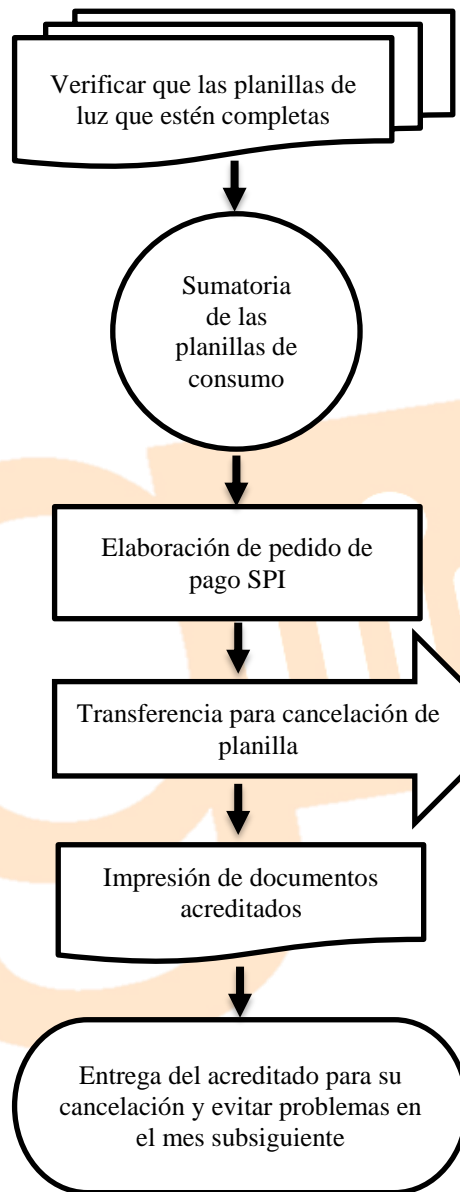 Verificar que las planillas de
luz que estén completas
Sumatoria
de las
planillas de
consumo
Elaboración de pedido de
pago SPI
Transferencia para cancelación de
planilla
Impresión de documentos
acreditados
Entrega del acreditado para su
cancelación y evitar problemas en
el mes subsiguiente